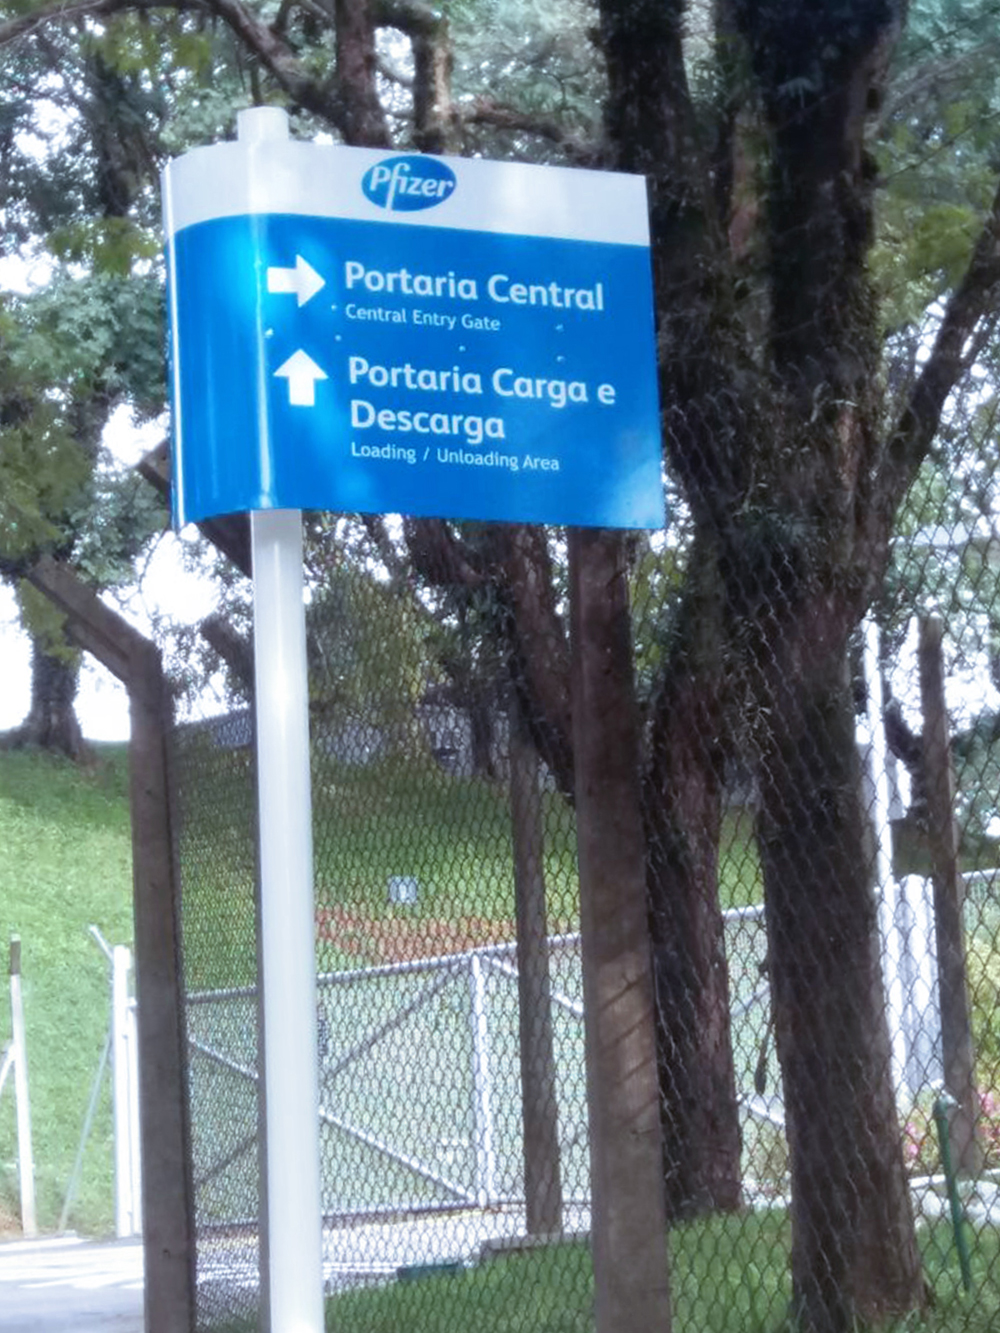 Pfizer
Portaria Central
Central Entry Gate
Portaria Carga e
Descarga
Loading / Unloading Area